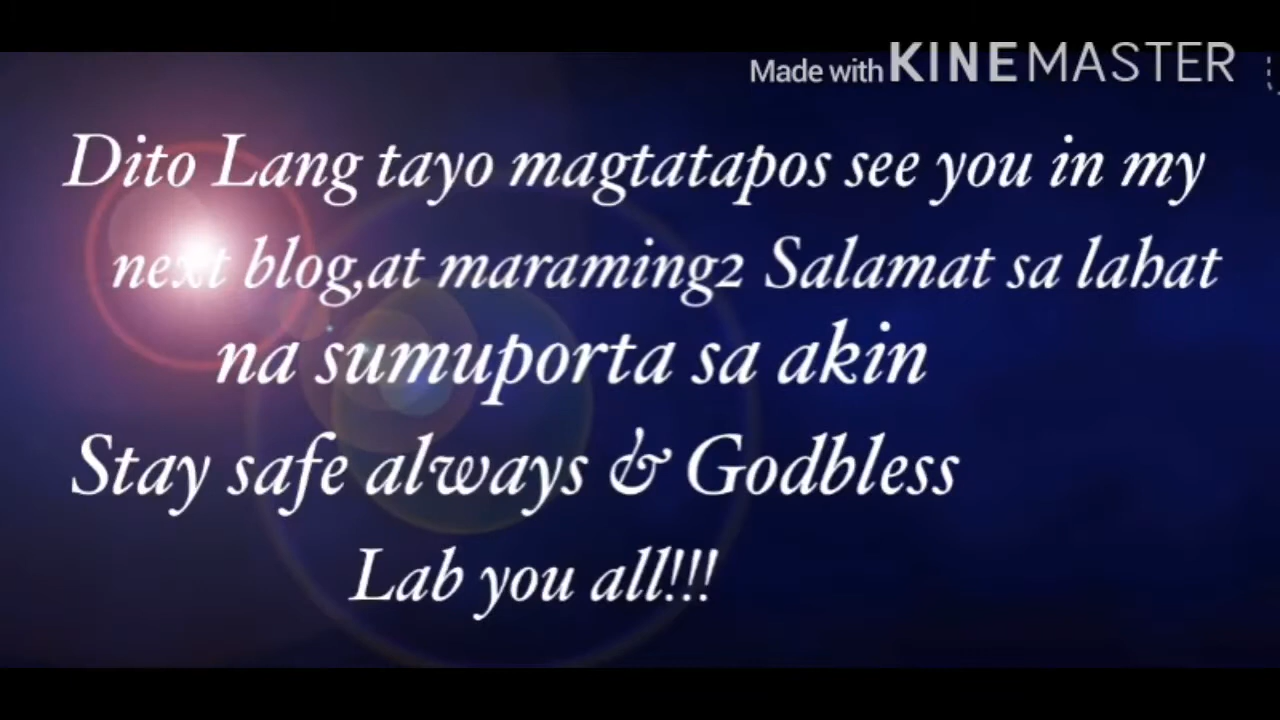 Made with KINEMASTER
Dito Lang tayo magtatapos see you in my
next blog,at maraming2 Salamat sa lahat
na sumuporta sa akin
Stay safe always & Godbless
Lab you all!!!